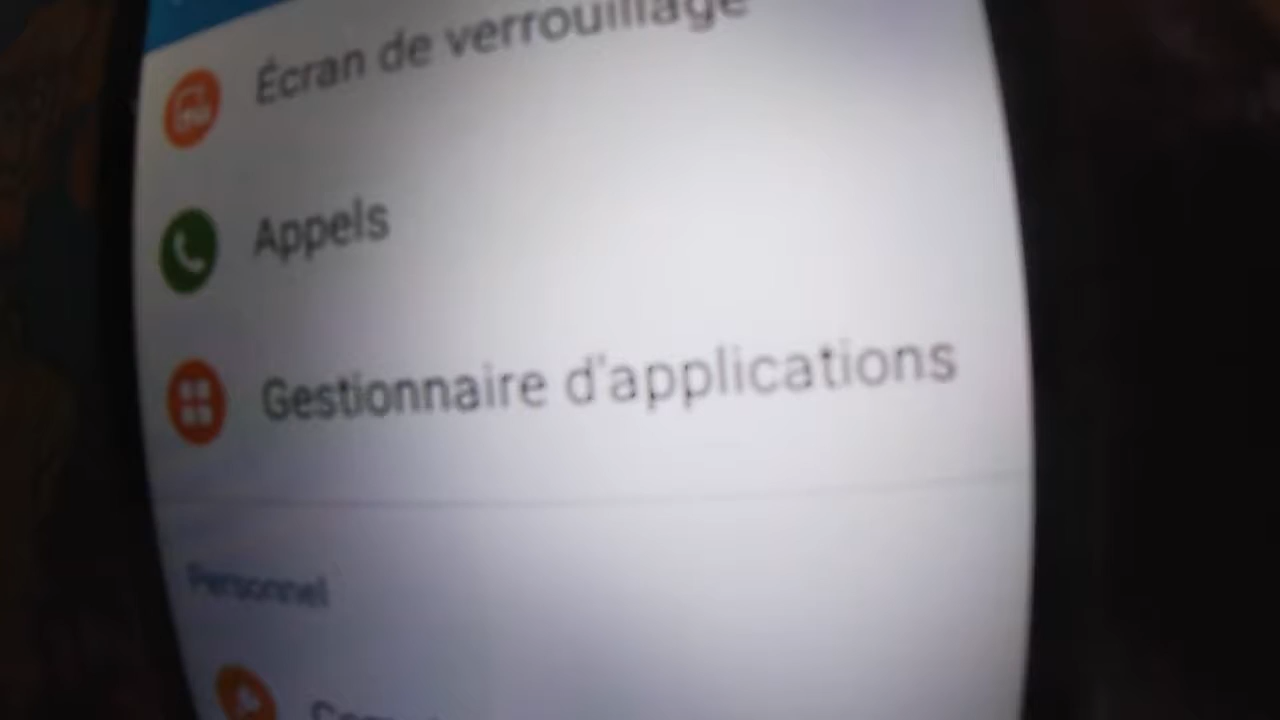 Écran de verrouillage
Appels
Gestionnaire d'applications
Personnel